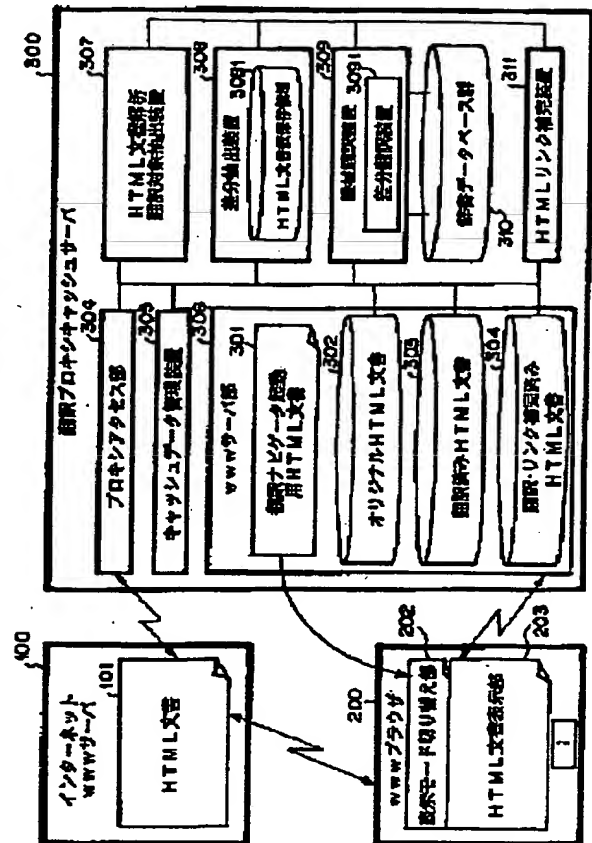 100
インターネット
WWWサーバ
101
HTML文書
200
WWWブラウザ
202
表示モード切り替え部
203
HTML文書表示部
300
翻訳プロキシキャッシュサーバ
304
プロキシアクセス部
305
キャッシュデータ管理装置
306
WWWサーバ部
301
翻訳ナビゲータ起動
用HTML文書
302
オリジナルHTML文書
303
翻訳済みHTML文書
304
翻訳・リンク補完済み
HTML文書
307
HTML文書解析
翻訳対象抽出装置
308
差分抽出装置
3081
309
機械翻訳装置
3091
差分翻訳装置
辞書データベース群
310
311
HTMLリンク補完装置